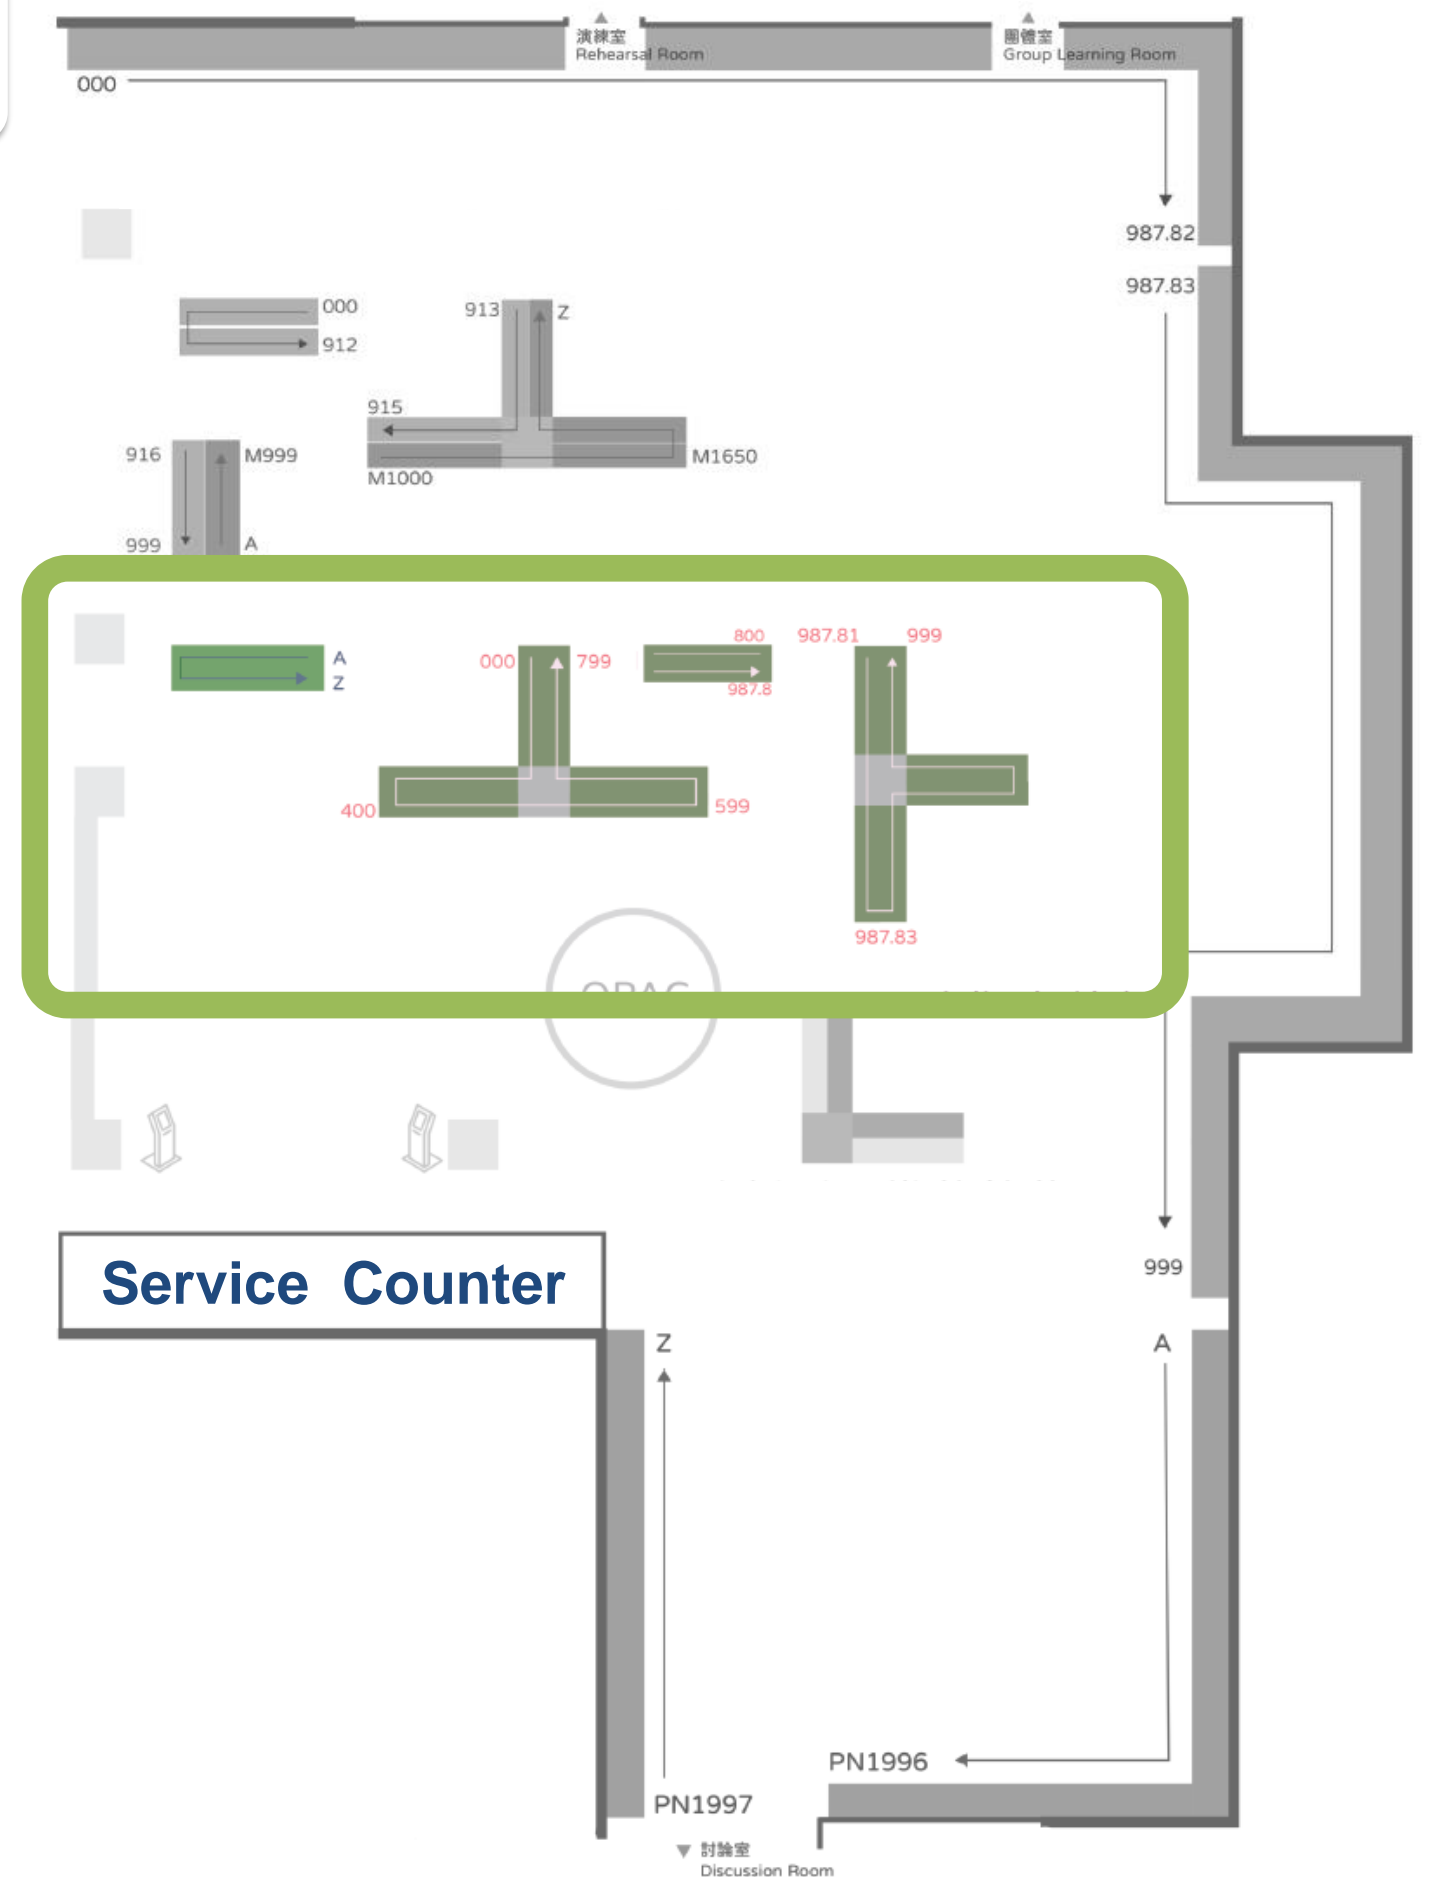 演練室
Rehearsal Room
團體室
Group Learning Room
000
987.82
987.83
000
912
913
Z
915
M1000
M1650
916
M999
999
A
A
Z
000
799
800
987.8
987.81
999
400
599
987.83
OPAC
Service Counter
999
Z
A
PN1996
PN1997
討論室
Discussion Room